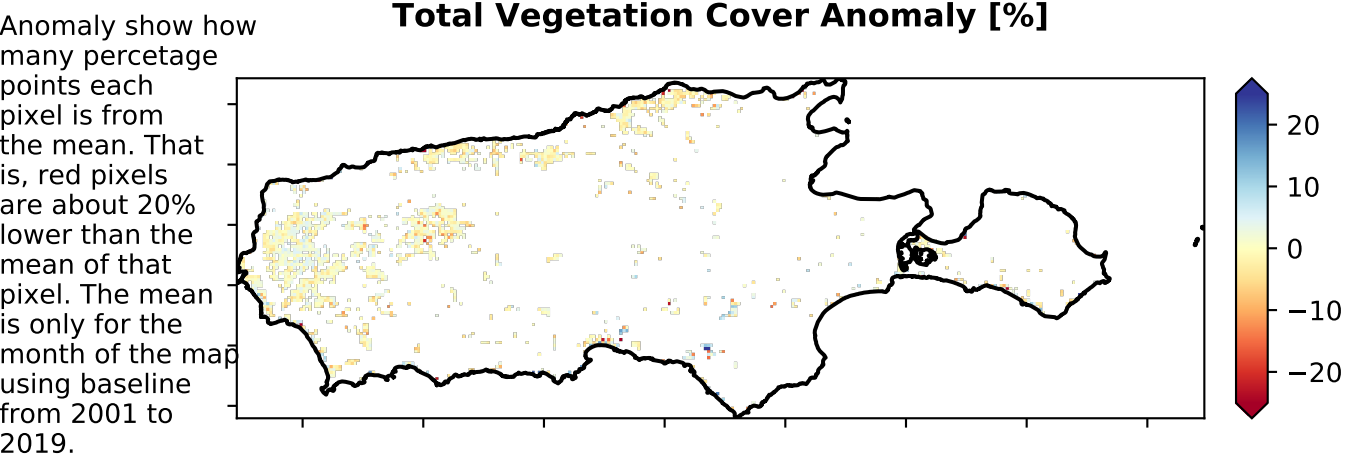 Total Vegetation Cover Anomaly [%]
Anomaly show how
many percetage
points each
pixel is from
the mean. That
is, red pixels
are about 20%
lower than the
mean of that
pixel. The mean
is only for the
month of the map
using baseline
from 2001 to
2019.
20
10
0
−10
−20